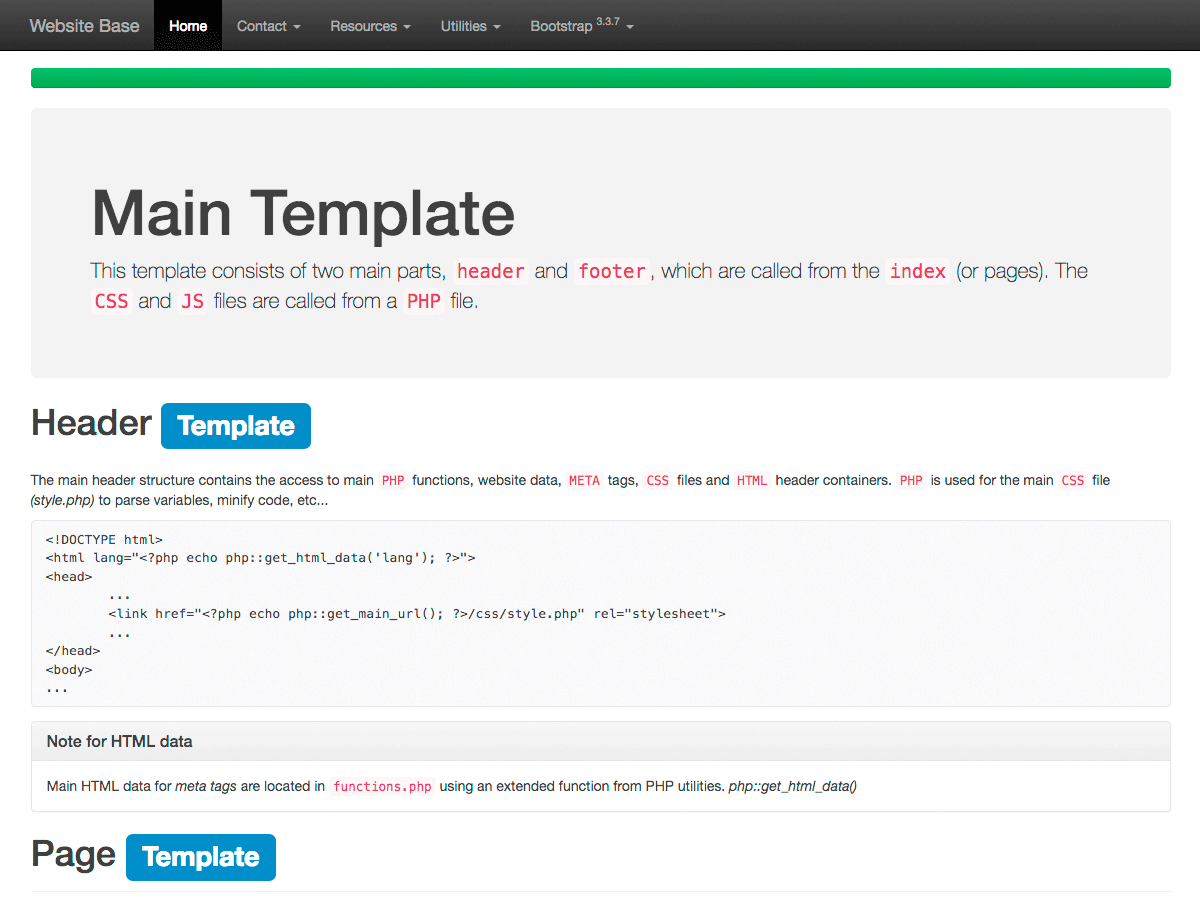 Website Base Home Contact Resources Utilities Bootstrap 3.3.7
Main Template
This template consists of two main parts, header and footer, which are called from the index (or pages). The
CSS and JS files are called from a PHP file.
Header Template
The main header structure contains the access to main PHP functions, website data, META tags, CSS files and HTML header containers. PHP is used for the main CSS file
(style.php) to parse variables, minify code, etc...
<!DOCTYPE html>
<html lang="<?php echo php::get_html_data('lang'); ?>">
<head>
        ...
        <link href="<?php echo php::get_main_url(); ?>/css/style.php" rel="stylesheet">
        ...
</head>
<body>
...
Note for HTML data
Main HTML data for meta tags are located in functions.php using an extended function from PHP utilities. php::get_html_data()
Page Template